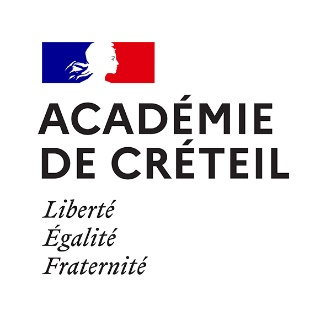 ACADÉMIE
DE CRÉTEIL
Liberté
Égalité
Fraternité